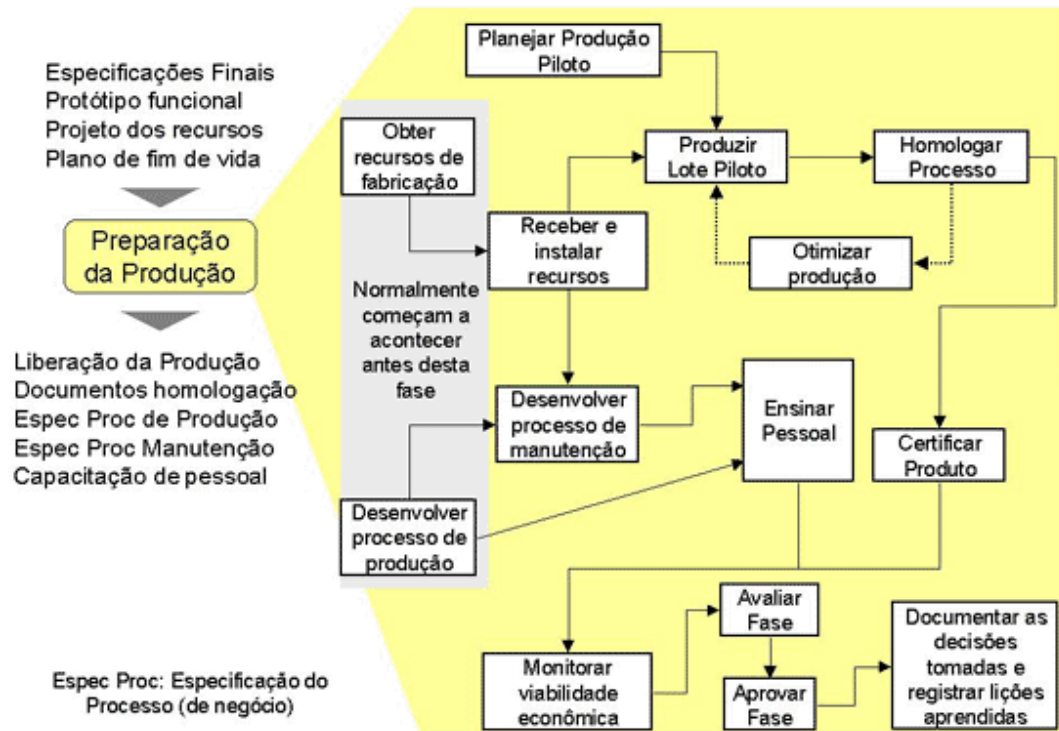 Especificações Finais
Protótipo funcional
Projeto dos recursos
Plano de fim de vida
Preparação
da Produção
Liberação da Produção
Documentos homologação
Espec Proc de Produção
Espec Proc Manutenção
Capacitação de pessoal
Espec Proc: Especificação do
Processo (de negócio)
Planejar Produção
Piloto
Obter
recursos de
fabricação
Produzir
Lote Piloto
Homologar
Processo
Receber e
instalar
recursos
Otimizar
produção
Normalmente
começam a
acontecer
antes desta
fase
Desenvolver
processo de
manutenção
Ensinar
Pessoal
Certificar
Produto
Desenvolver
processo de
produção
Monitorar
viabilidade
econômica
Avaliar
Fase
Aprovar
Fase
Documentar as
decisões
tomadas e
registrar lições
aprendidas